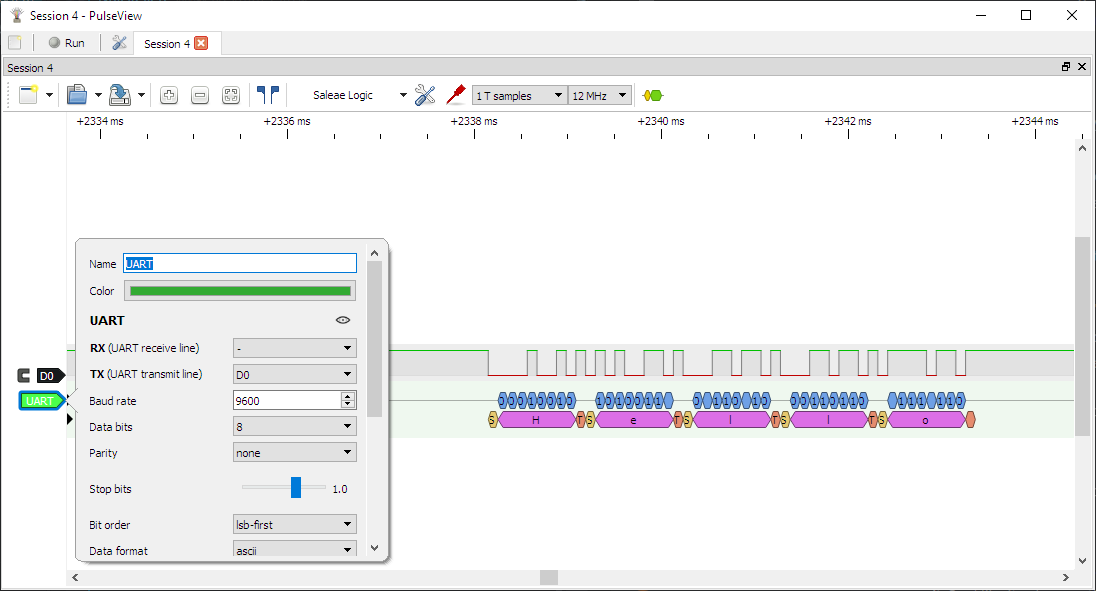 Session 4 - PulseView
Run
Session 4
Session 4
Saleae Logic
1 T samples
12 MHz
+2334 ms
+2336 ms
+2338 ms
+2340 ms
+2342 ms
+2344 ms
Name
UART
Color
UART
RX (UART receive line)
-
TX (UART transmit line)
D0
Baud rate
9600
Data bits
8
Parity
none
Stop bits
1.0
Bit order
lsb-first
Data format
ascii
D0
UART
S H T S e T S l T S l T S o